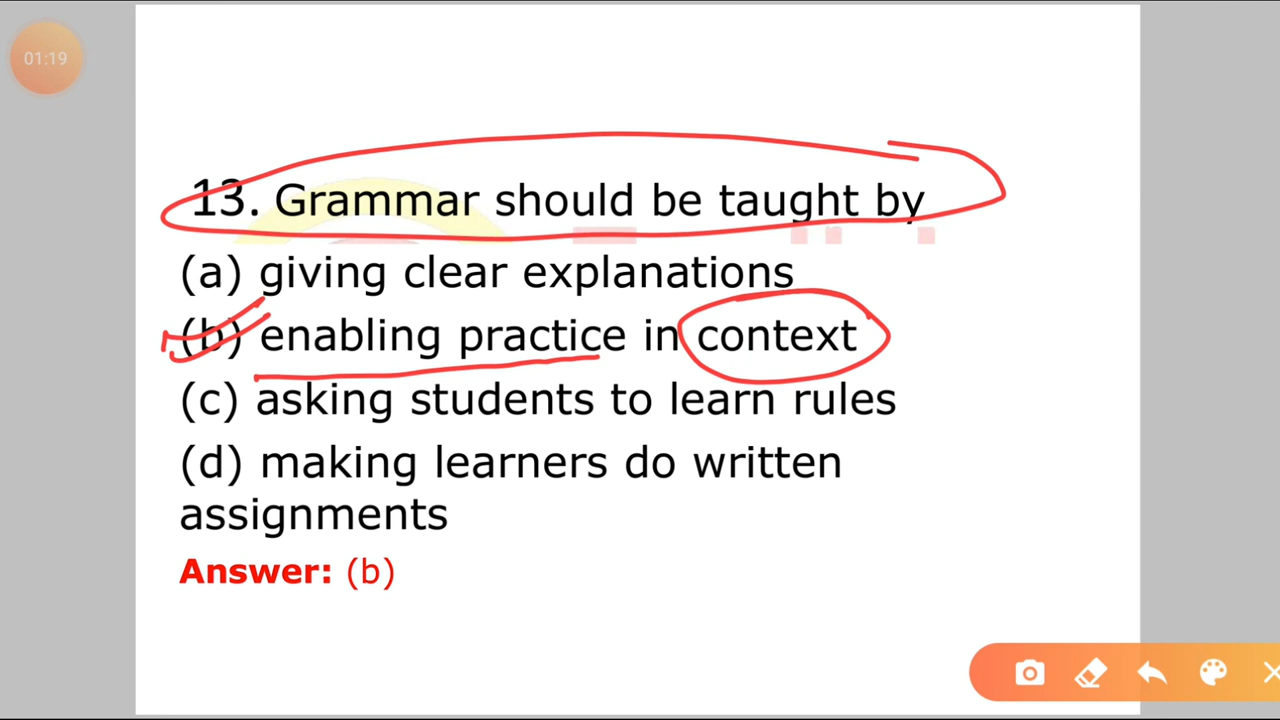 01:19
13. Grammar should be taught by
(a) giving clear explanations
(b) enabling practice in context
(c) asking students to learn rules
(d) making learners do written
assignments
Answer: (b)